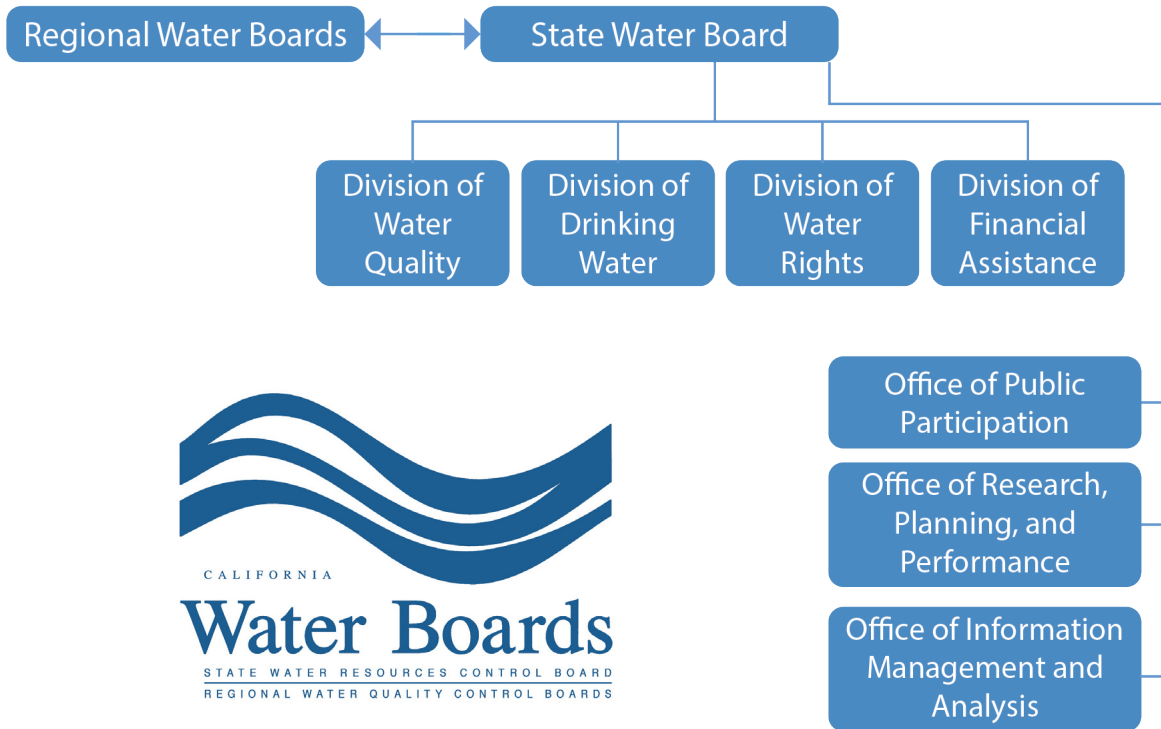 Regional Water Boards
State Water Board
Division of
Water
Quality
Division of
Drinking
Water
Division of
Water
Rights
Division of
Financial
Assistance
Office of Public
Participation
Office of Research,
Planning, and
Performance
Office of Information
Management and
Analysis
CALIFORNIA
Water Boards
STATE WATER RESOURCES CONTROL BOARD
REGIONAL WATER QUALITY CONTROL BOARDS